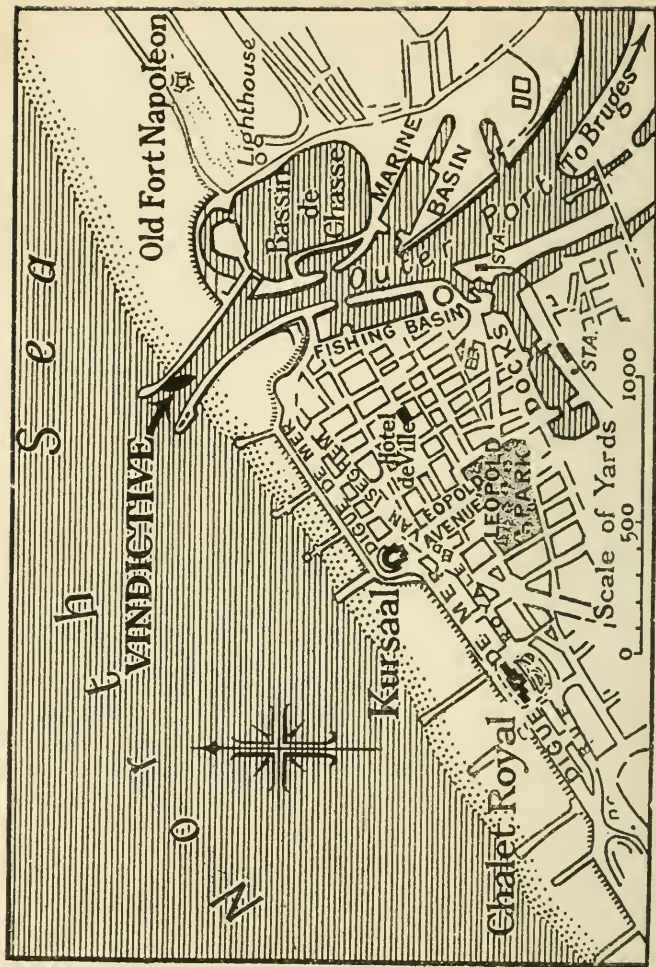 North Sea
VINDICTIVE
Old Fort Napoleon
Lighthouse
Bassin
de
Chasse
MARINE
BASIN
Outer Port
To Bruges
STA.
FISHING BASIN
DOCKS
STA.
DIGUE DE MER
Hôtel
de Ville
VAN ISEGHEM
LEOPOLD
AVENUE
LEOPOLD
PARK
Kursaal
DIGUE DE MER
Chalet Royal
Scale of Yards
0 500 1000